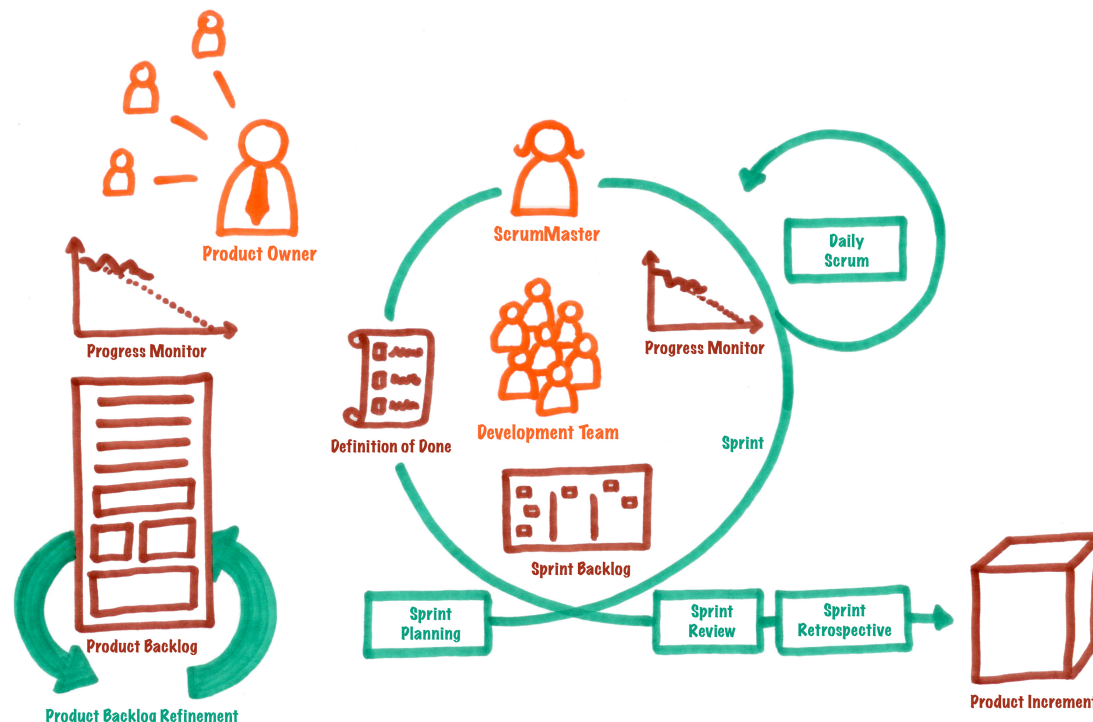 Product Owner
ScrumMaster
Daily
Scrum
Progress Monitor
Progress Monitor
Definition of Done
Development Team
Sprint
Sprint Backlog
Sprint
Planning
Sprint
Review
Sprint
Retrospective
Product Backlog
Product Increment
Product Backlog Refinement